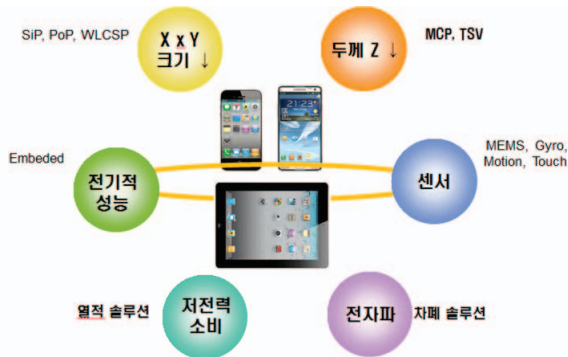 SiP, PoP, WLCSP
X x Y
크기 ↓
두께 Z ↓
MCP, TSV
21:23
Embeded
전기적
성능
센서
MEMS, Gyro,
Motion, Touch
열적 솔루션
저전력
소비
전자파
차폐 솔루션